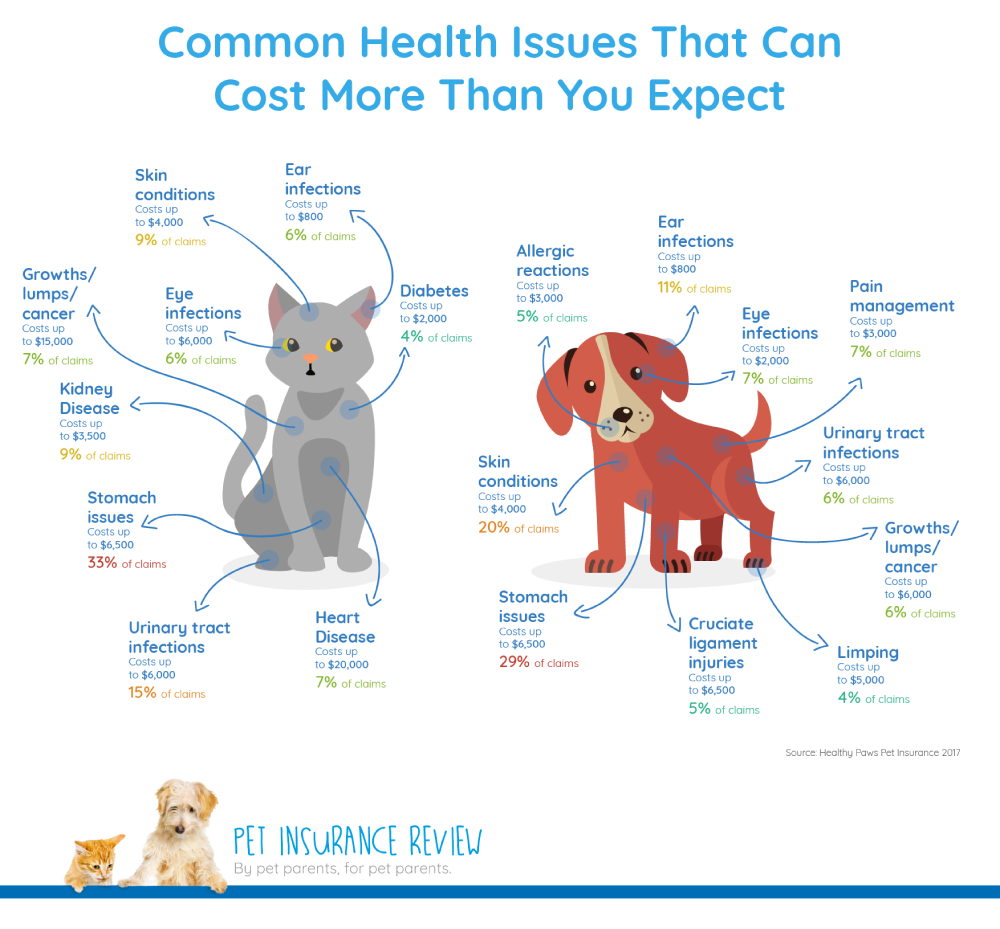 Common Health Issues That Can
Cost More Than You Expect
Skin
conditions
Costs up
to $4,000
9% of claims
Ear
infections
Costs up
to $800
6% of claims
Growths/
lumps/
cancer
Costs up
to $15,000
7% of claims
Eye
infections
Costs up
to $6,000
6% of claims
Diabetes
Costs up
to $2,000
4% of claims
Kidney
Disease
Costs up
to $3,500
9% of claims
Stomach
issues
Costs up
to $6,500
33% of claims
Urinary tract
infections
Costs up
to $6,000
15% of claims
Heart
Disease
Costs up
to $20,000
7% of claims
Allergic
reactions
Costs up
to $3,000
5% of claims
Ear
infections
Costs up
to $800
11% of claims
Eye
infections
Costs up
to $2,000
7% of claims
Pain
management
Costs up
to $3,000
7% of claims
Urinary tract
infections
Costs up
to $6,000
6% of claims
Skin
conditions
Costs up
to $4,000
20% of claims
Growths/
lumps/
cancer
Costs up
to $6,000
6% of claims
Stomach
issues
Costs up
to $6,500
29% of claims
Cruciate
ligament
injuries
Costs up
to $6,500
5% of claims
Limping
Costs up
to $5,000
4% of claims
Source: Healthy Paws Pet Insurance 2017
PET INSURANCE REVIEW
By pet parents, for pet parents.